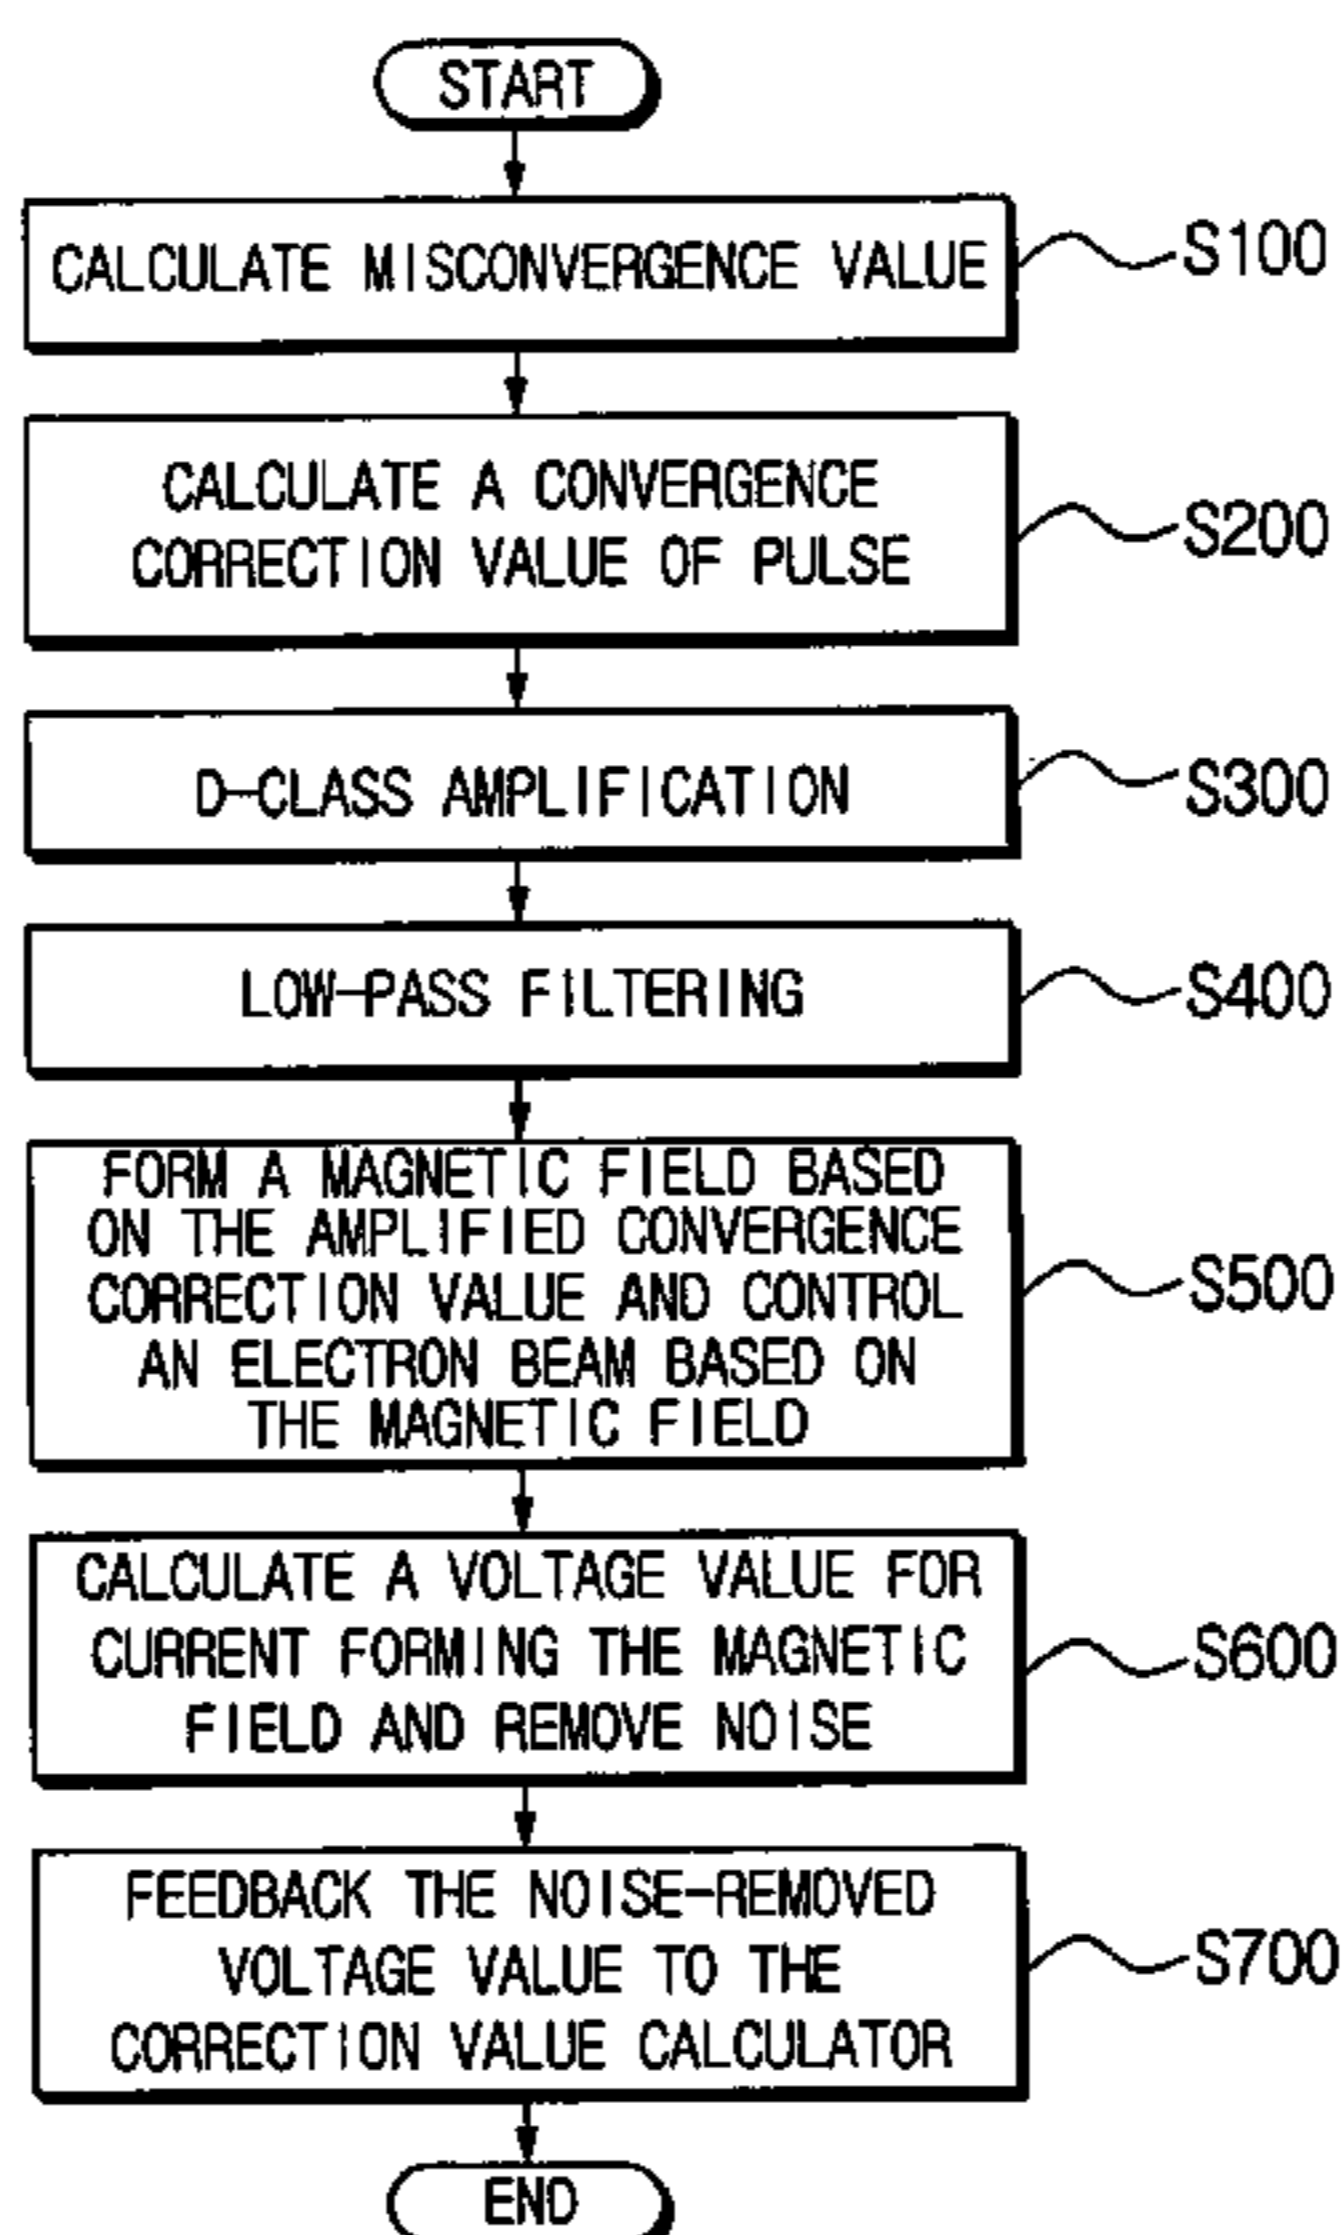 START
CALCULATE MISCONVERGENCE VALUE
S100
CALCULATE A CONVERGENCE
CORRECTION VALUE OF PULSE
S200
D-CLASS AMPLIFICATION
S300
LOW-PASS FILTERING
S400
FORM A MAGNETIC FIELD BASED
ON THE AMPLIFIED CONVERGENCE
CORRECTION VALUE AND CONTROL
AN ELECTRON BEAM BASED ON
THE MAGNETIC FIELD
S500
CALCULATE A VOLTAGE VALUE FOR
CURRENT FORMING THE MAGNETIC
FIELD AND REMOVE NOISE
S600
FEEDBACK THE NOISE-REMOVED
VOLTAGE VALUE TO THE
CORRECTION VALUE CALCULATOR
S700
END